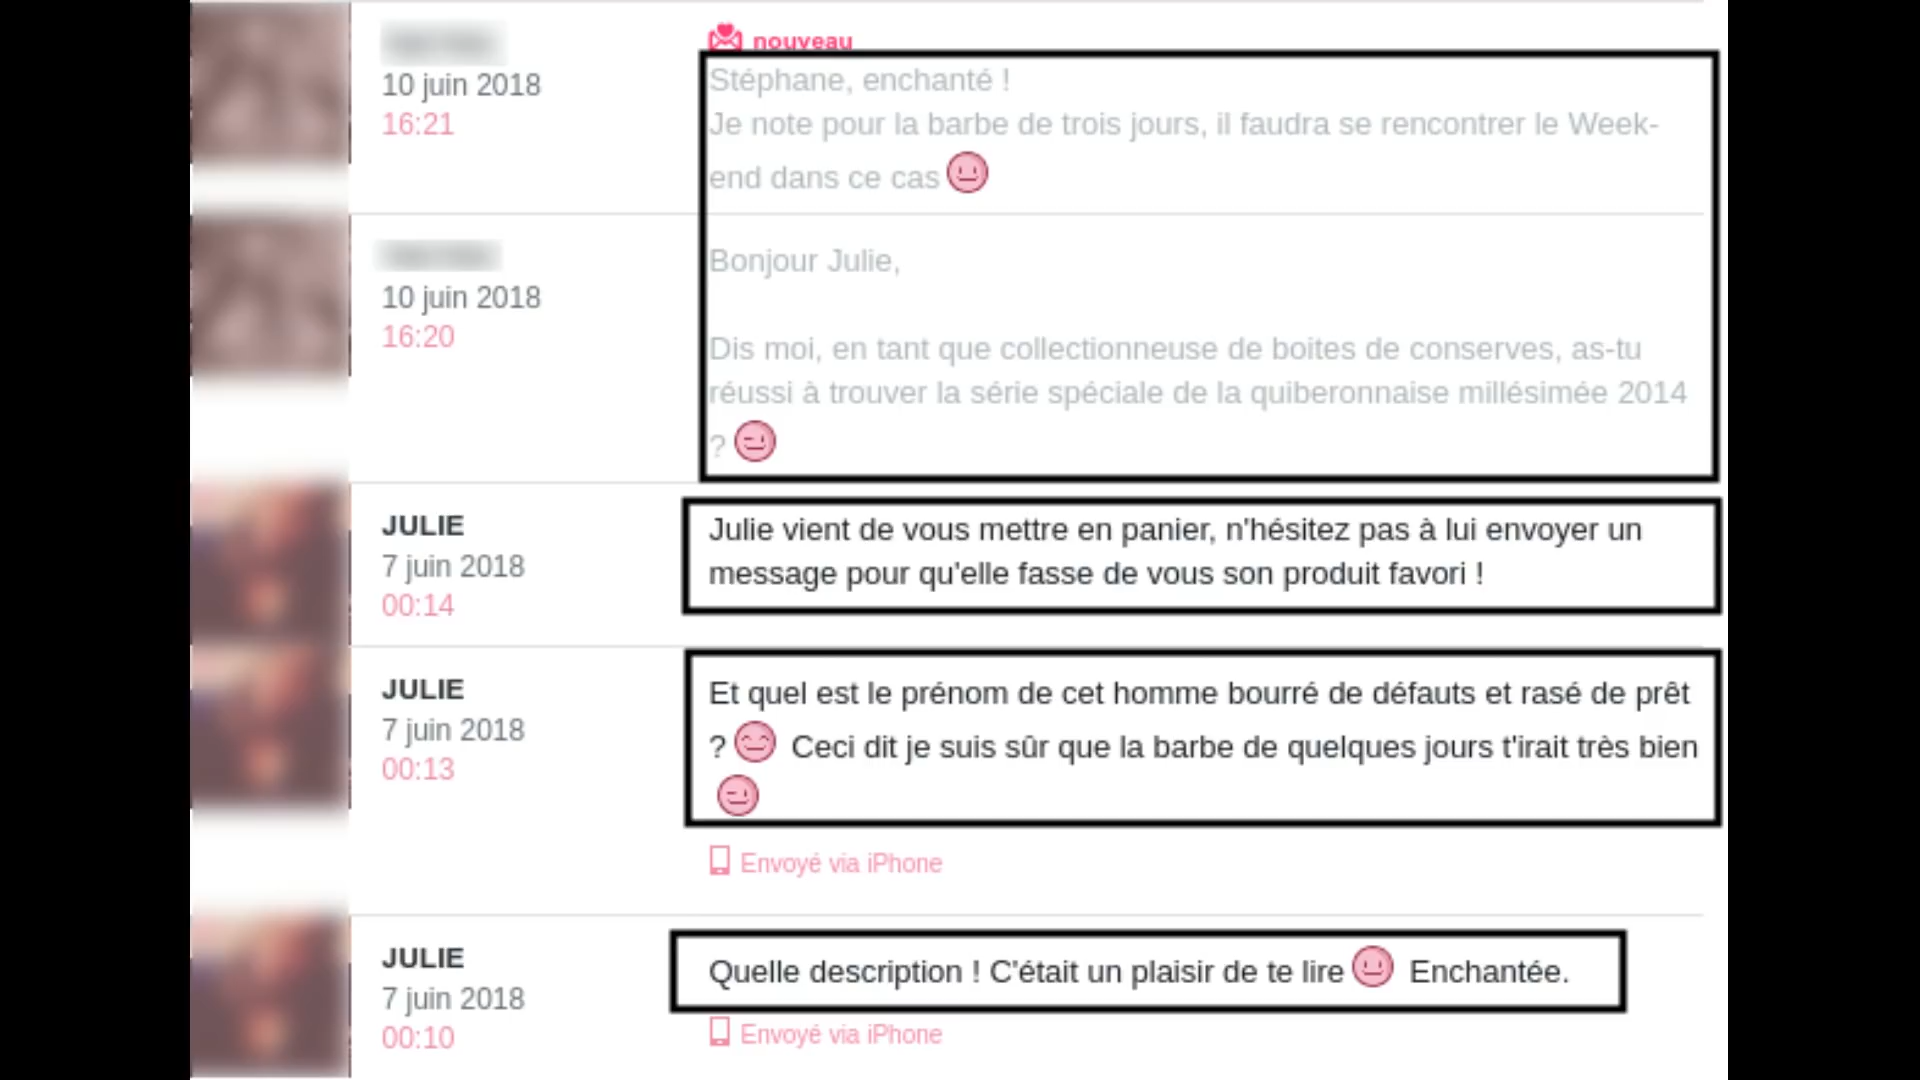 nouveau
10 juin 2018
16:21
Stéphane, enchanté !
Je note pour la barbe de trois jours, il faudra se rencontrer le Week-
end dans ce cas
10 juin 2018
16:20
Bonjour Julie,
Dis moi, en tant que collectionneuse de boites de conserves, as-tu
réussi à trouver la série spéciale de la quiberonnaise millésimée 2014
?
JULIE
7 juin 2018
00:14
Julie vient de vous mettre en panier, n'hésitez pas à lui envoyer un
message pour qu'elle fasse de vous son produit favori !
JULIE
7 juin 2018
00:13
Et quel est le prénom de cet homme bourré de défauts et rasé de prêt
? Ceci dit je suis sûr que la barbe de quelques jours t'irait très bien
Envoyé via iPhone
JULIE
7 juin 2018
00:10
Quelle description ! C'était un plaisir de te lire Enchantée.
Envoyé via iPhone